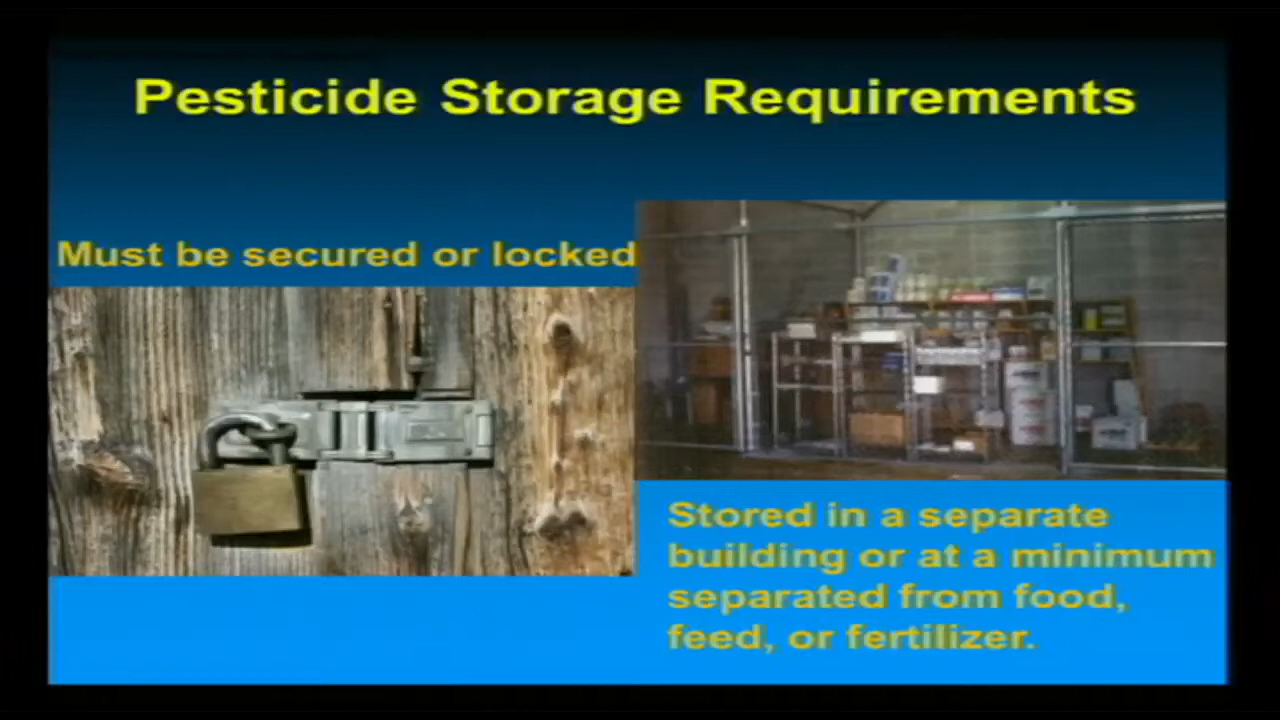 Pesticide Storage Requirements
Must be secured or locked
Stored in a separate
building or at a minimum
separated from food,
feed, or fertilizer.